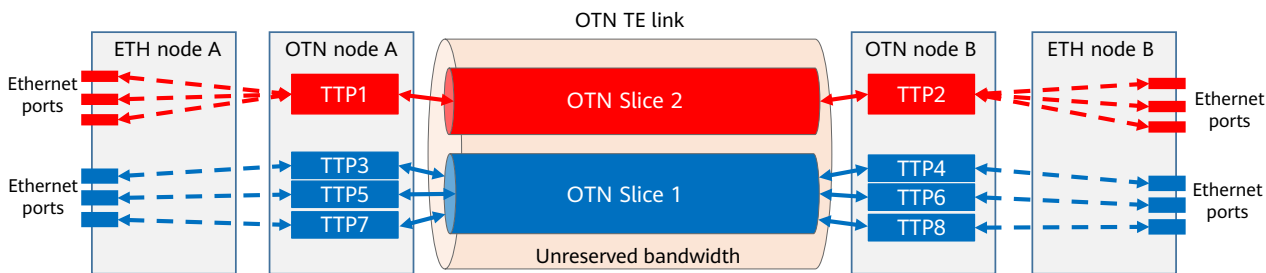 OTN TE link
ETH node A
OTN node A
OTN node B
ETH node B
Ethernet
ports
TTP1
OTN Slice 2
TTP2
Ethernet
ports
TTP3
TTP4
Ethernet
ports
TTP5
OTN Slice 1
TTP6
Ethernet
ports
TTP7
TTP8
Unreserved bandwidth